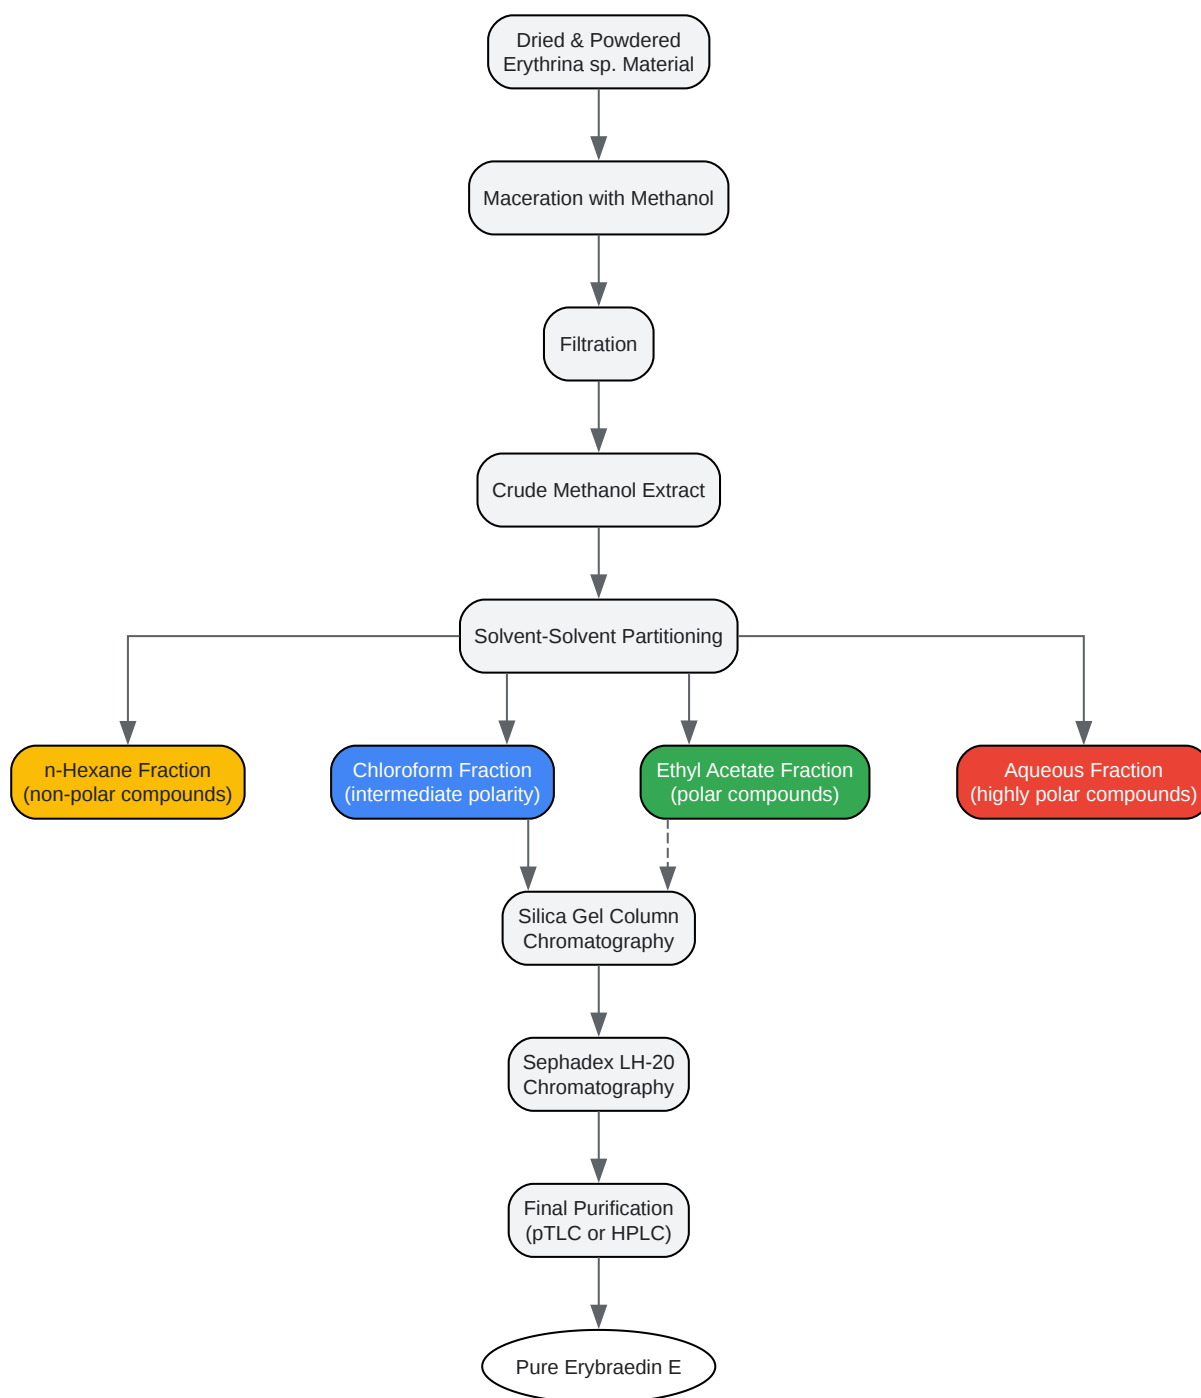 Dried & Powdered
Erythrina sp. Material
Maceration with Methanol
Filtration
Crude Methanol Extract
Solvent-Solvent Partitioning
n-Hexane Fraction
(non-polar compounds)
Chloroform Fraction
(intermediate polarity)
Ethyl Acetate Fraction
(polar compounds)
Aqueous Fraction
(highly polar compounds)
Silica Gel Column
Chromatography
Sephadex LH-20
Chromatography
Final Purification
(pTLC or HPLC)
Pure Erybraedin E